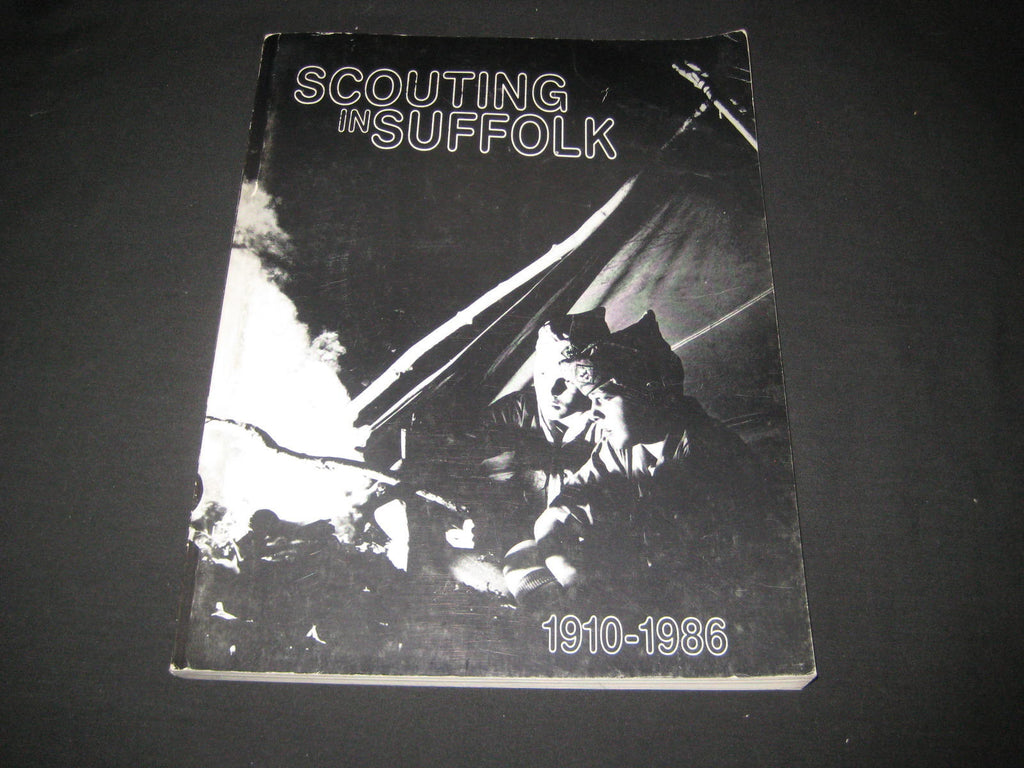 SCOUTING
IN SUFFOLK
1910-1986